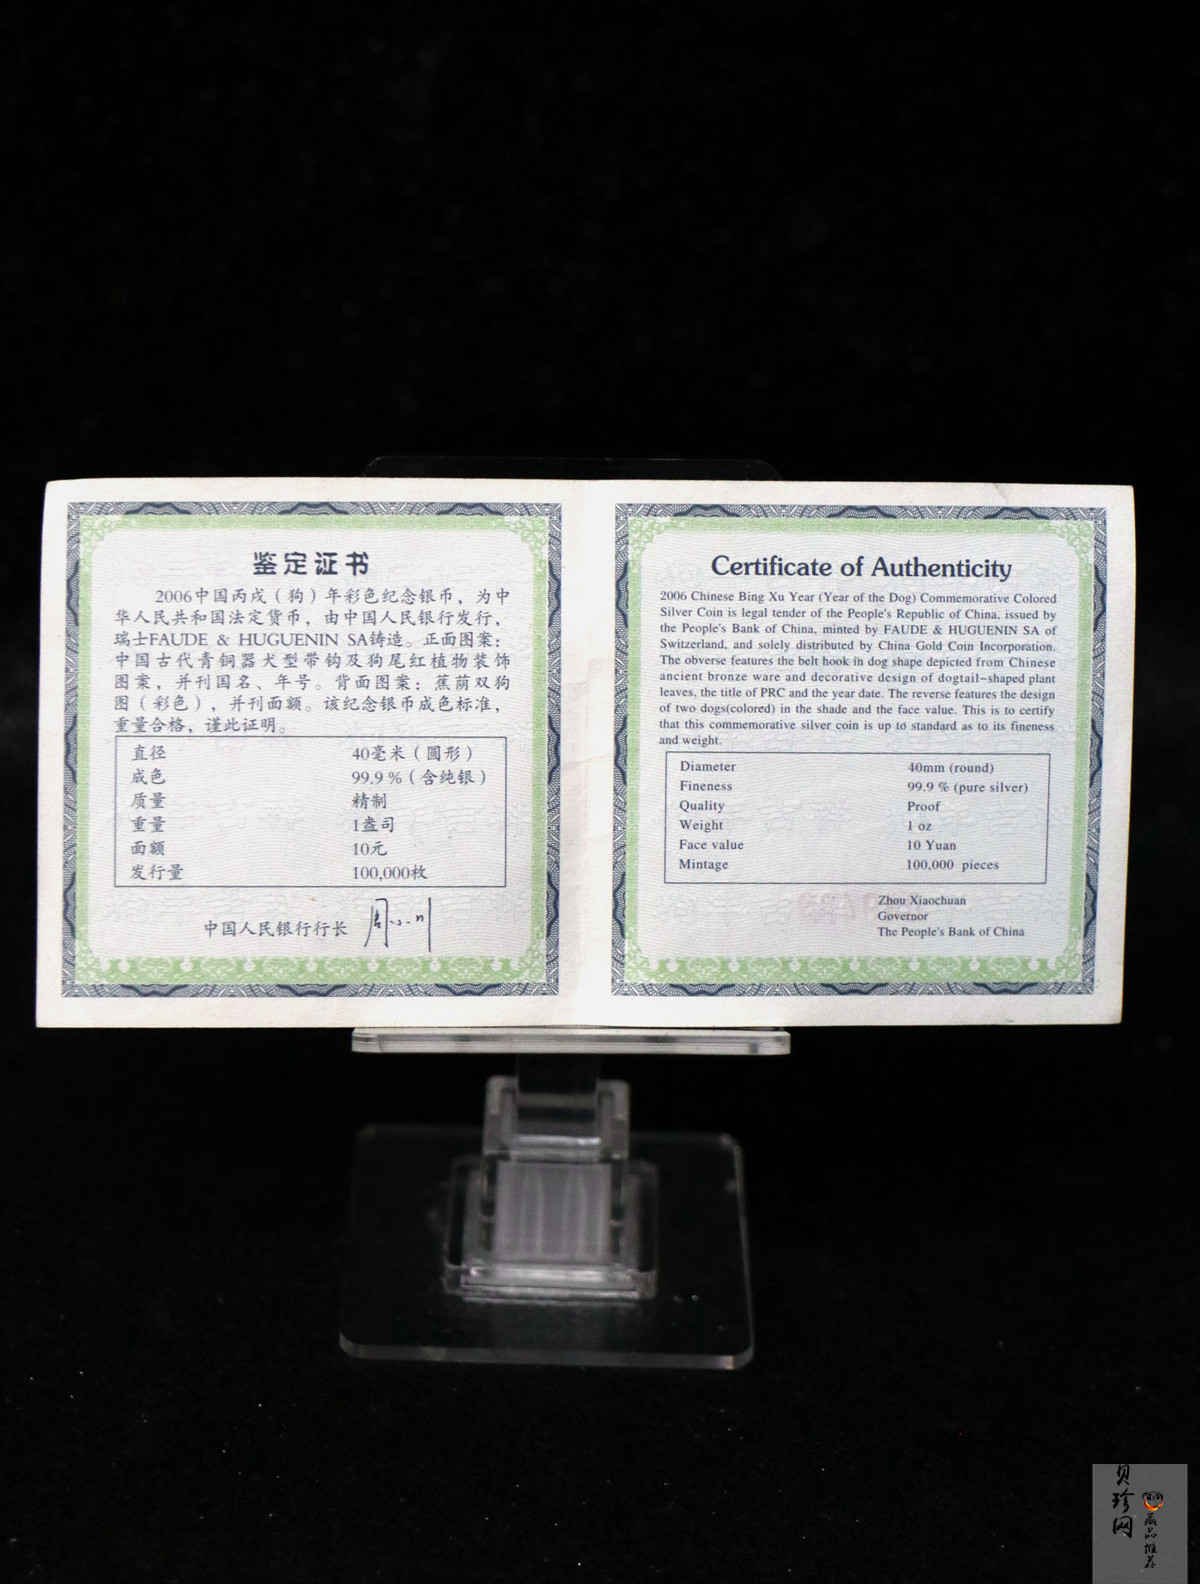 鉴定证书
2006中国丙戌（狗）年彩色纪念银币，为中
华人民共和国法定货币，由中国人民银行发行，
瑞士FAUDE & HUGUENIN SA铸造。正面图案：
中国古代青铜器犬型带钩及狗尾红植物装饰
图案，并刊国名、年号。背面图案：蕉荫双狗
图（彩色），并刊面额。该纪念银币成色标准，
重量合格，谨此证明。
直径 40毫米（圆形）
成色 99.9％（含纯银）
质量 精制
重量 1盎司
面额 10元
发行量 100,000枚
中国人民银行行长 周小川
Certificate of Authenticity
2006 Chinese Bing Xu Year (Year of the Dog) Commemorative Colored
Silver Coin is legal tender of the People's Republic of China, issued by
the People's Bank of China, minted by FAUDE & HUGUENIN SA of
Switzerland, and solely distributed by China Gold Coin Incorporation.
The obverse features the belt hook in dog shape depicted from Chinese
ancient bronze ware and decorative design of dogtail-shaped plant
leaves, the title of PRC and the year date. The reverse features the design
of two dogs(colored) in the shade and the face value. This is to certify
that this commemorative silver coin is up to standard as to its fineness
and weight.
Diameter 40mm (round)
Fineness 99.9 % (pure silver)
Quality Proof
Weight 1 oz
Face value 10 Yuan
Mintage 100,000 pieces
Zhou Xiaochuan
Governor
The People's Bank of China
贝珍网
藏品推荐